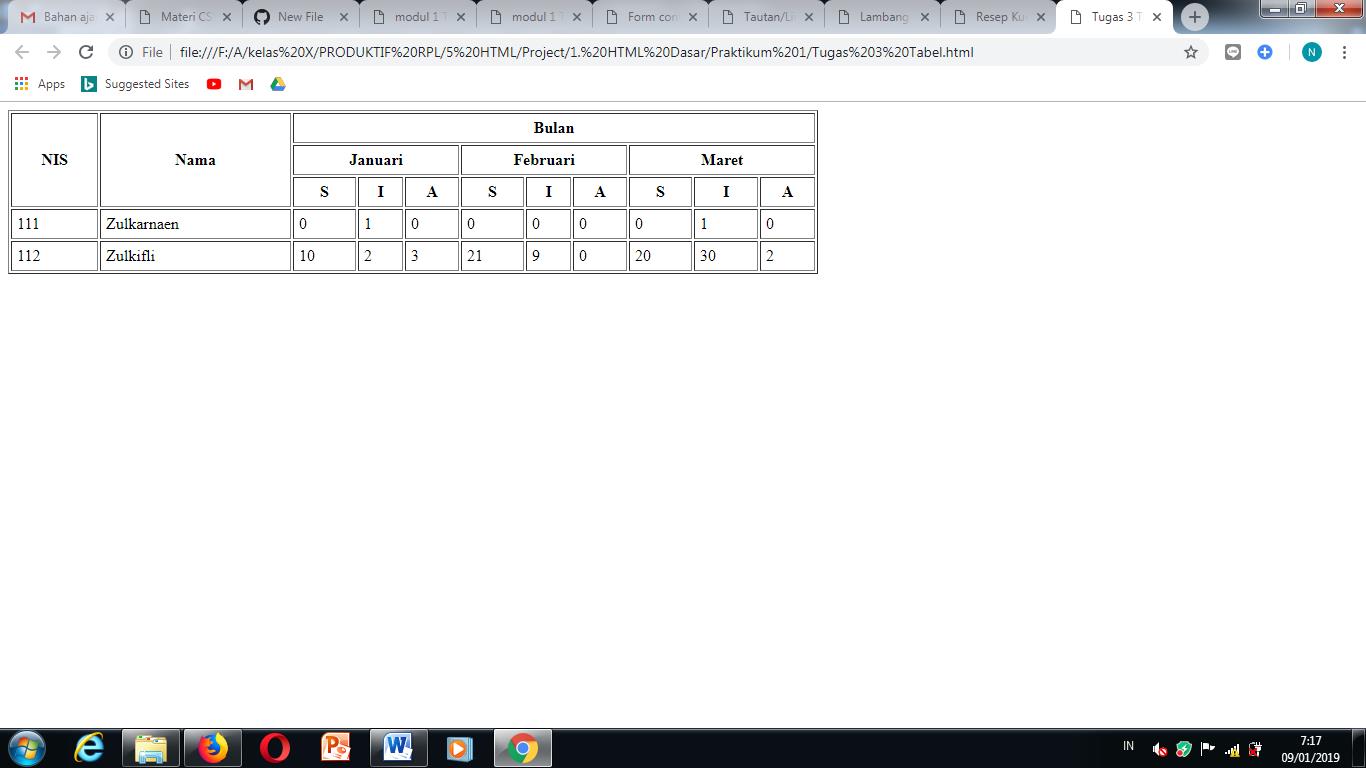 Bahan aja Materi CS New File modul 1 T modul 1 T Form con Tautan/Li Lambang Resep Kue Tugas 3 T
File file:///F:/A/kelas%20X/PRODUKTIF%20RPL/5%20HTML/Project/1.%20HTML%20Dasar/Praktikum%201/Tugas%203%20Tabel.html N
Apps Suggested Sites
Bulan
NIS Nama Januari Februari Maret
S I A S I A S I A
111 Zulkarnaen 0 1 0 0 0 0 0 1 0
112 Zulkifli 10 2 3 21 9 0 20 30 2
IN 7:17
09/01/2019